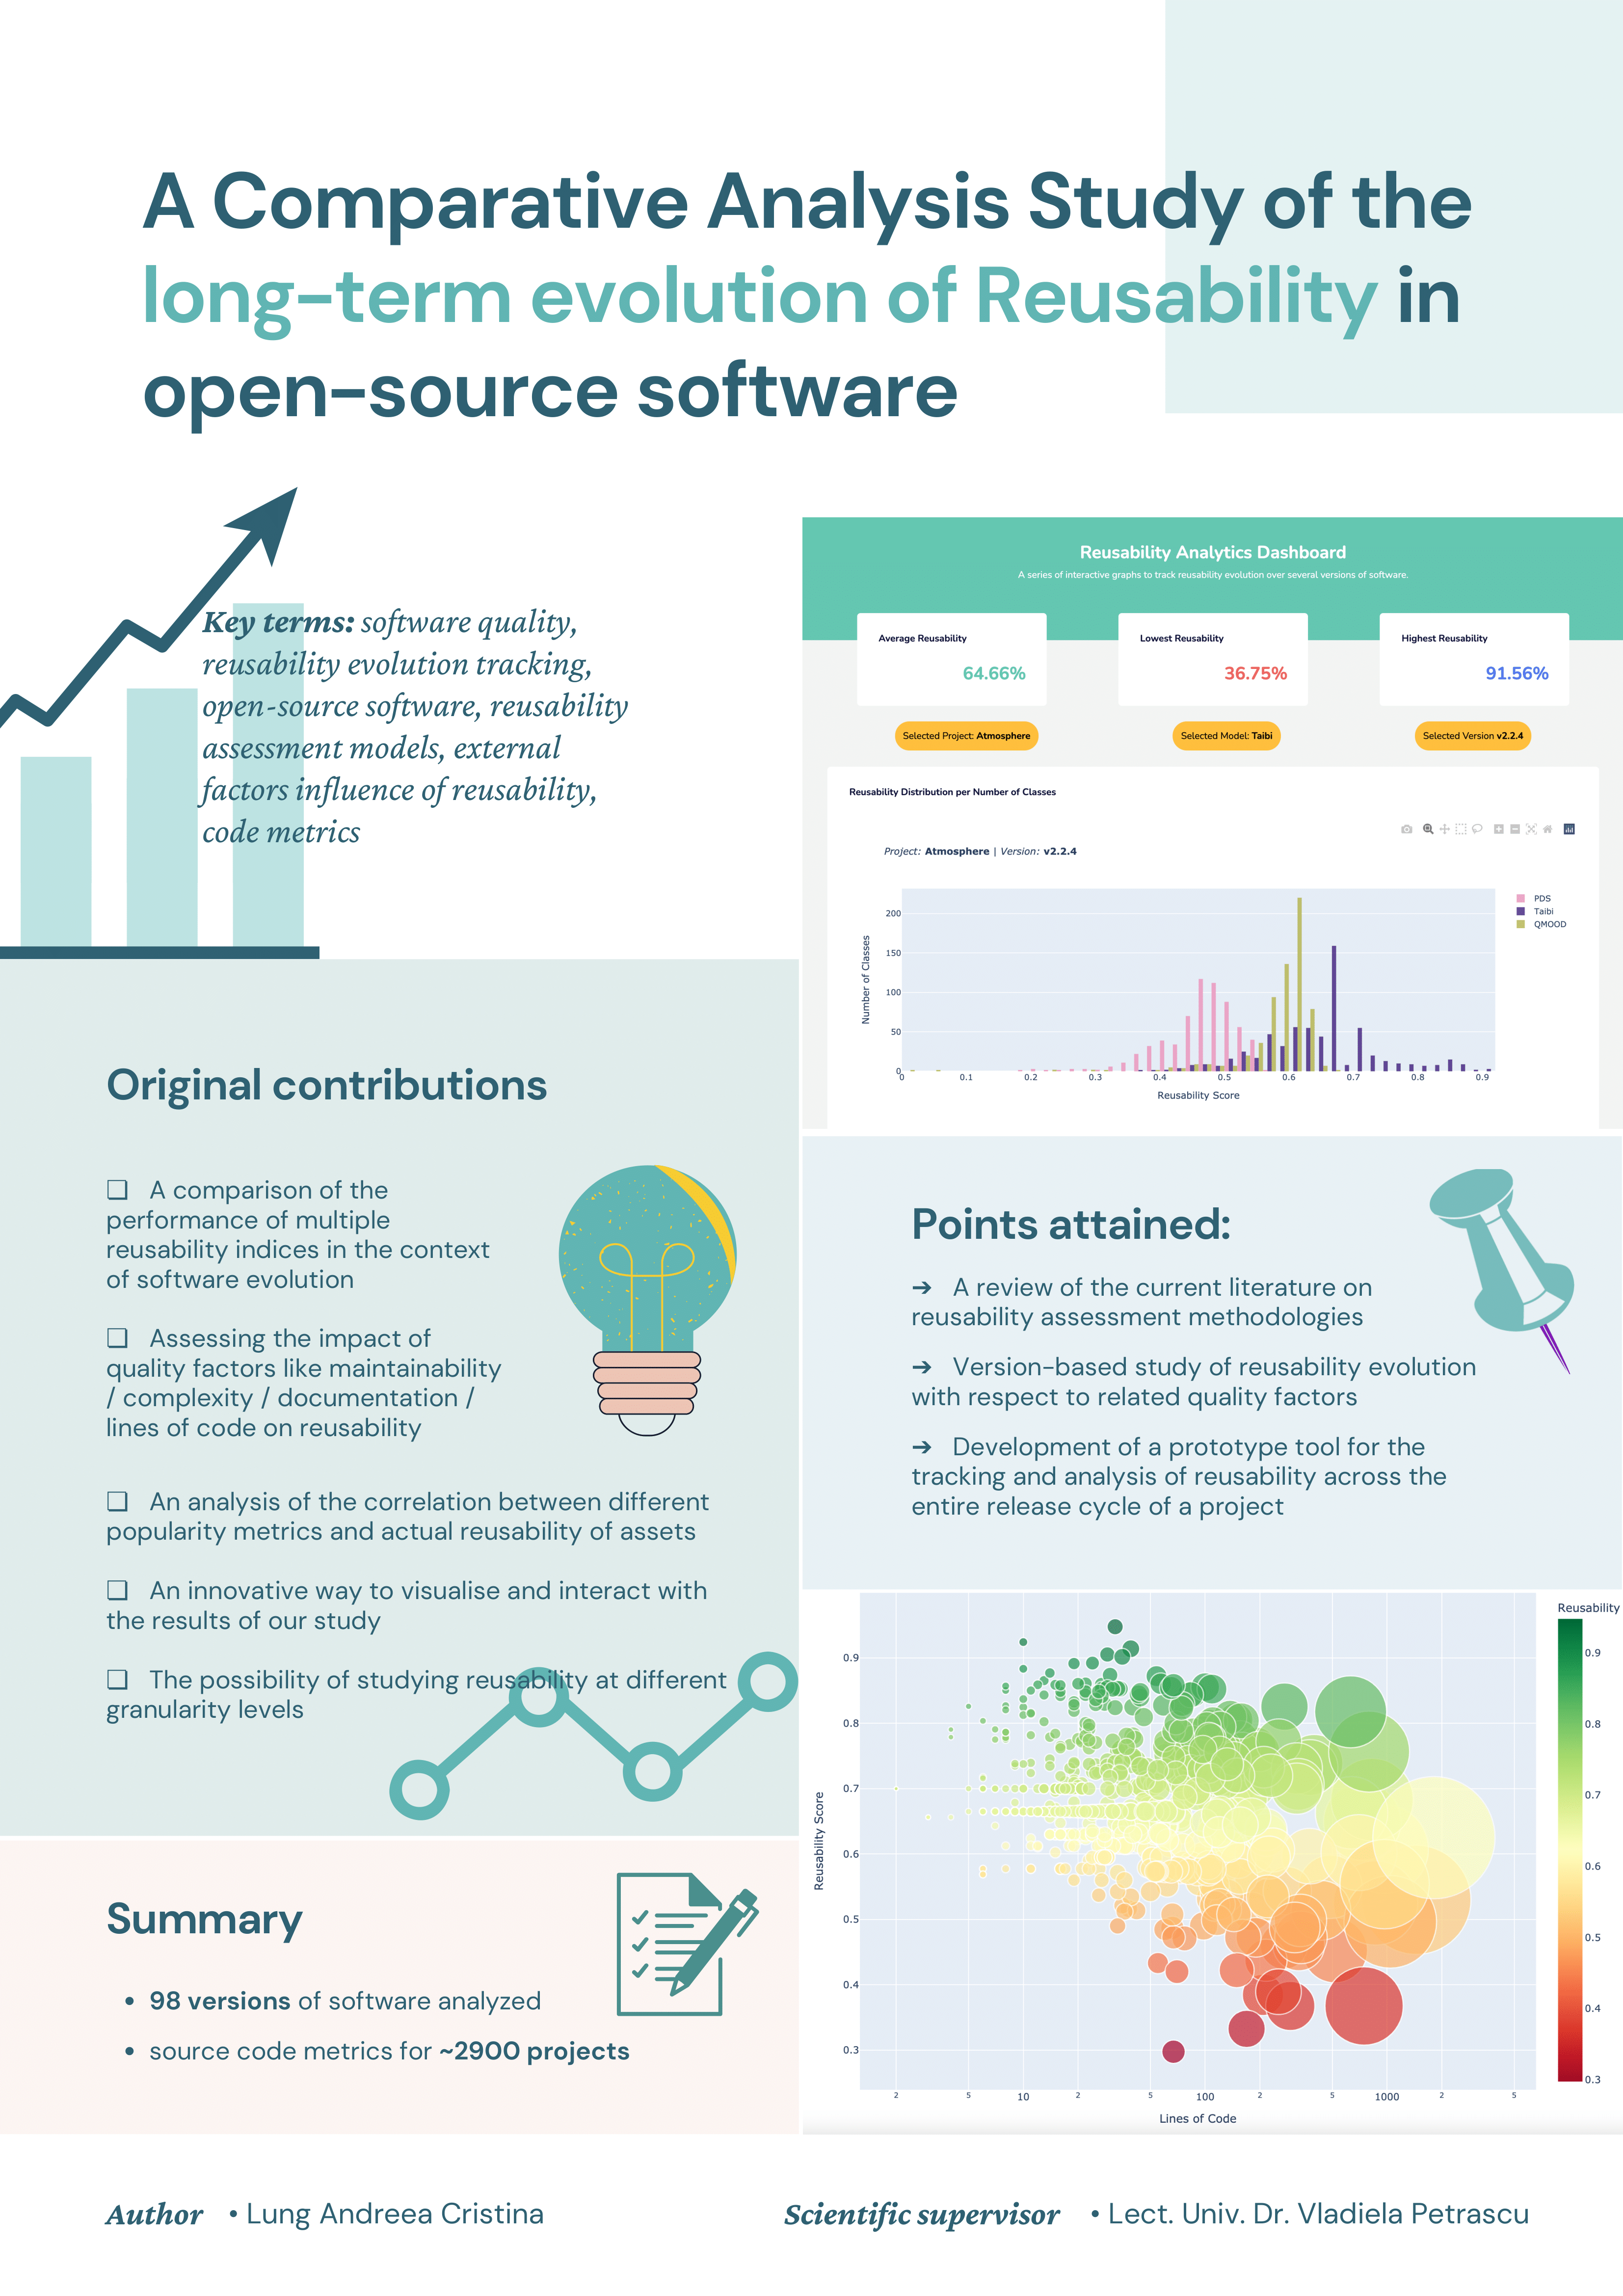 A Comparative Analysis Study of the
long-term evolution of Reusability in
open-source software
Key terms: software quality,
reusability evolution tracking,
open-source software, reusability
assessment models, external
factors influence of reusability,
code metrics
Reusability Analytics Dashboard
A series of interactive graphs to track reusability evolution over several versions of software.
Average Reusability
64.66%
Lowest Reusability
36.75%
Highest Reusability
91.56%
Selected Project: Atmosphere
Selected Model: Taibi
Selected Version v2.2.4
Reusability Distribution per Number of Classes
Project: Atmosphere | Version: v2.2.4
PDS
Taibi
QMOOD
Number of Classes
200
150
100
50
0
0 0.1 0.2 0.3 0.4 0.5 0.6 0.7 0.8 0.9
Reusability Score
Original contributions
❏ A comparison of the
performance of multiple
reusability indices in the context
of software evolution
❏ Assessing the impact of
quality factors like maintainability
/ complexity / documentation /
lines of code on reusability
❏ An analysis of the correlation between different
popularity metrics and actual reusability of assets
❏ An innovative way to visualise and interact with
the results of our study
❏ The possibility of studying reusability at different
granularity levels
Points attained:
➔ A review of the current literature on
reusability assessment methodologies
➔ Version-based study of reusability evolution
with respect to related quality factors
➔ Development of a prototype tool for the
tracking and analysis of reusability across the
entire release cycle of a project
Summary
• 98 versions of software analyzed
• source code metrics for ~2900 projects
Reusability
0.9
0.8
0.7
0.6
0.5
0.4
0.3
Reusability Score
0.9
0.8
0.7
0.6
0.5
0.4
0.3
2 5 10 2 5 100 2 5 1000 2 5
Lines of Code
Author • Lung Andreea Cristina
Scientific supervisor • Lect. Univ. Dr. Vladiela Petrascu